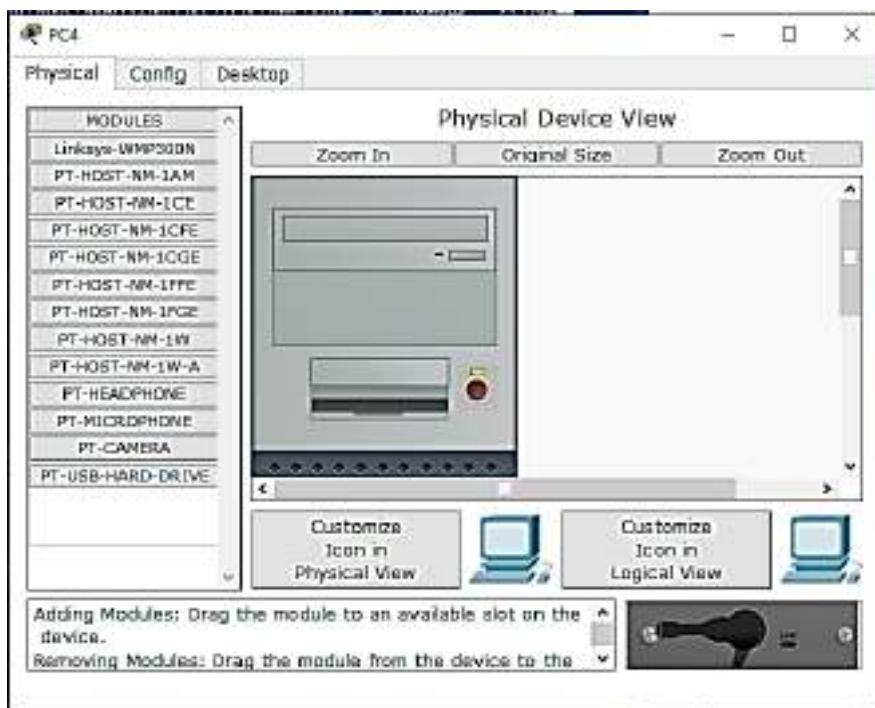 PC4
Physical Config Desktop
MODULES
Linksys-WMP300N
PT-HOST-NM-1AM
PT-HOST-NM-1CE
PT-HOST-NM-1CFE
PT-HOST-NM-1CGE
PT-HOST-NM-1FFE
PT-HOST-NM-1FGE
PT-HOST-NM-1W
PT-HOST-NM-1W-A
PT-HEADPHONE
PT-MICROPHONE
PT-CAMERA
PT-USB-HARD-DRIVE
Physical Device View
Zoom In Original Size Zoom Out
Customize
Icon in
Physical View
Customize
Icon in
Logical View
Adding Modules: Drag the module to an available slot on the
device.
Removing Modules: Drag the module from the device to the